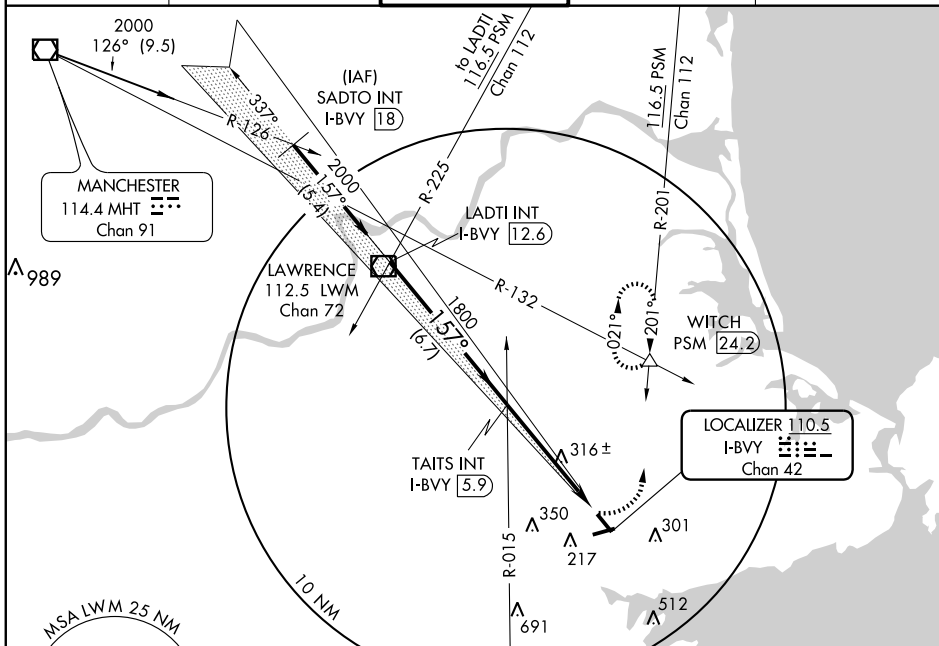 2000
126° (9.5)
(IAF)
SADTO INT
I-BVY 18
to LADTI
116.5 PSM
Chan 112
116.5 PSM
Chan 112
337°
R-126
2000
157°
(5.4)
R-225
R-201
MANCHESTER
114.4 MHT
Chan 91
LADTI INT
I-BVY 12.6
989
LAWRENCE
112.5 LWM
Chan 72
R-132
1800
157°
(6.7)
021°
201°
WITCH
PSM 24.2
TAITS INT
I-BVY 5.9
LOCALIZER 110.5
I-BVY
Chan 42
316 ±
350
217
301
R-015
10 NM
691
512
MSA LWM 25 NM